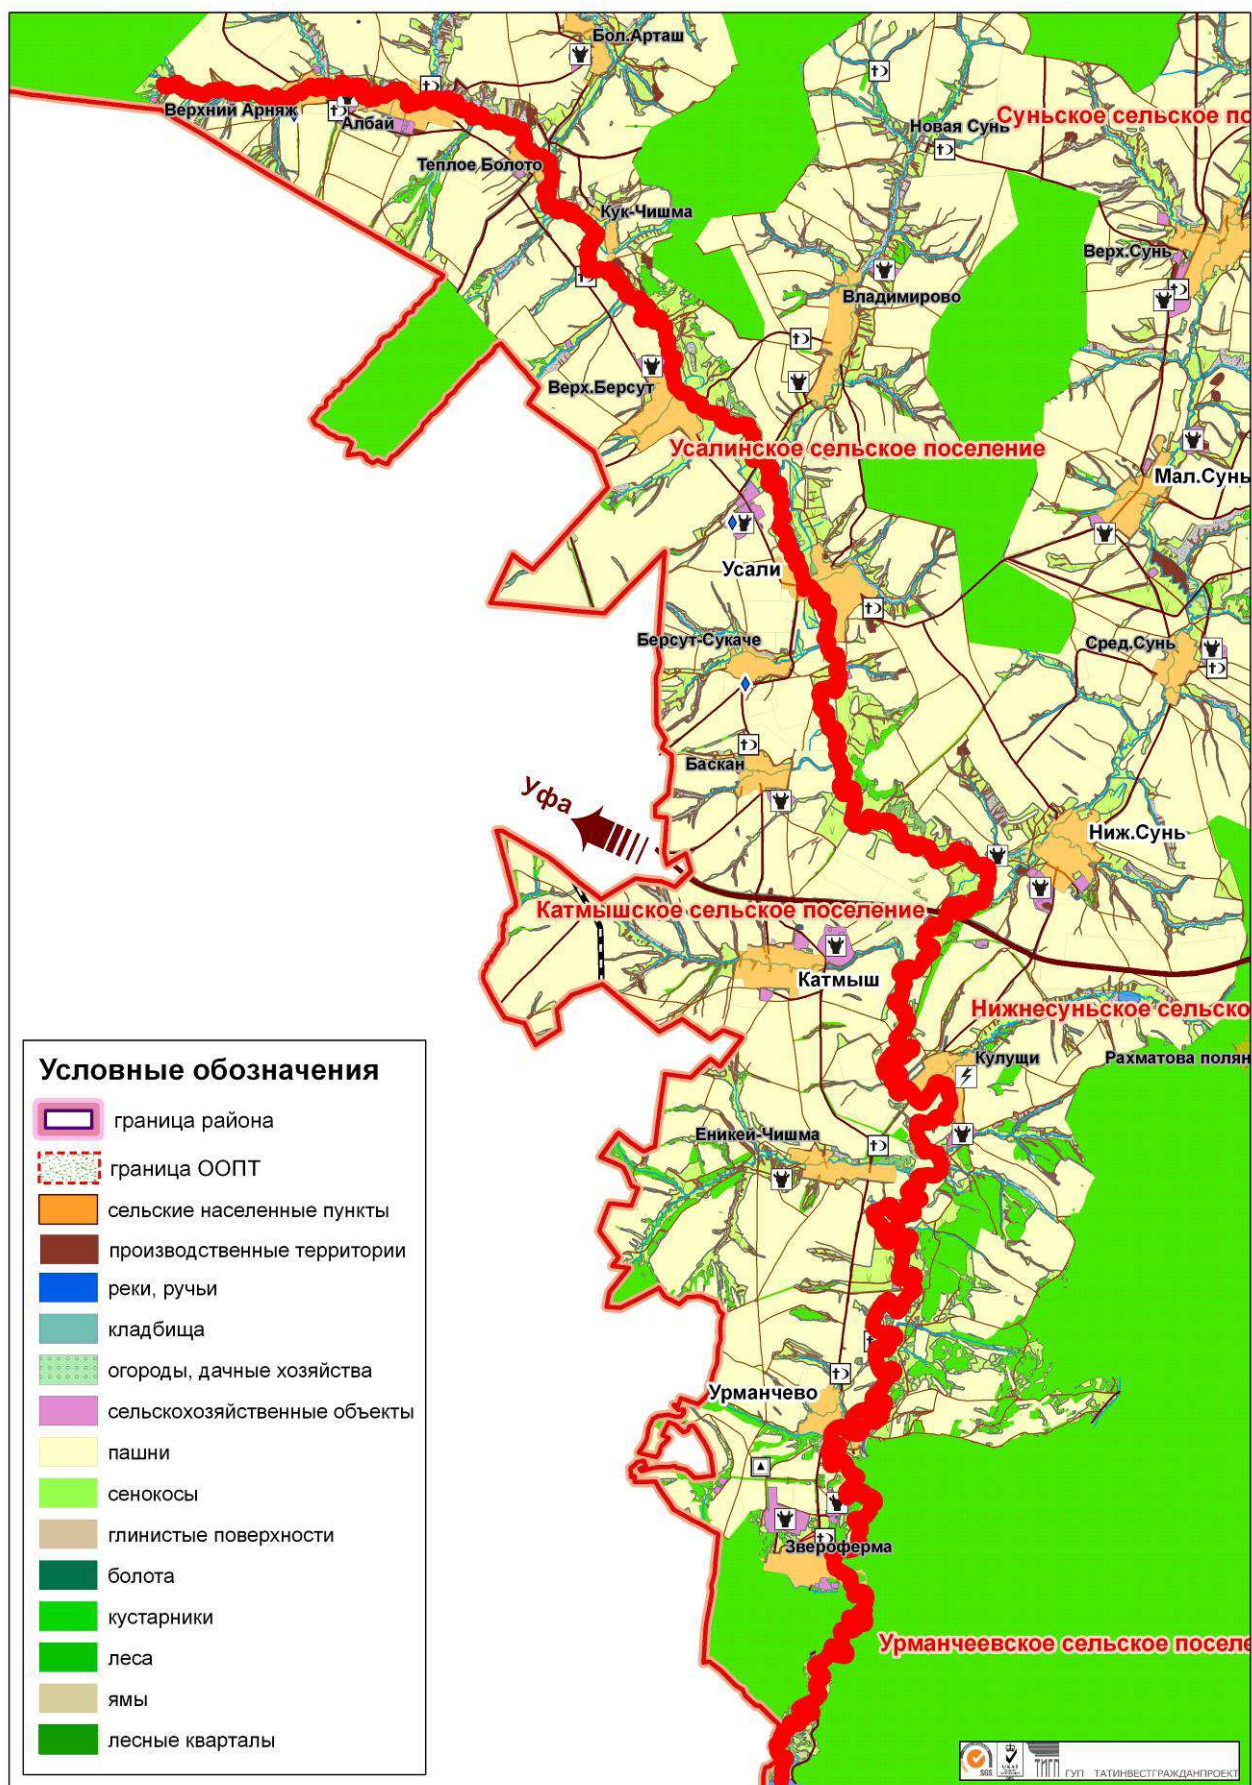 Бол.Арташ
Верхний Арняж
Албай
Новая Сунь
Суньское сельское по
Теплое Болото
Кук-Чишма
Верх.Сунь
Владимирово
Верх.Берсут
Усалинское сельское поселение
Мал.Сунь
Усали
Берсут-Сукаче
Сред.Сунь
Баскан
Уфа
Ниж.Сунь
Катмышское сельское поселение
Катмыш
Нижнесуньское сельско
Кулущи
Рахматова полян
Еникей-Чишма
Урманчево
Звероферма
Урманчеевское сельское поселе
Условные обозначения
граница района
граница ООПТ
сельские населенные пункты
производственные территории
реки, ручьи
кладбища
огороды, дачные хозяйства
сельскохозяйственные объекты
пашни
сенокосы
глинистые поверхности
болота
кустарники
леса
ямы
лесные кварталы
SGS
UKAS
ТИГП
ГУП ТАТИНВЕСТГРАЖДАНПРОЕКТ